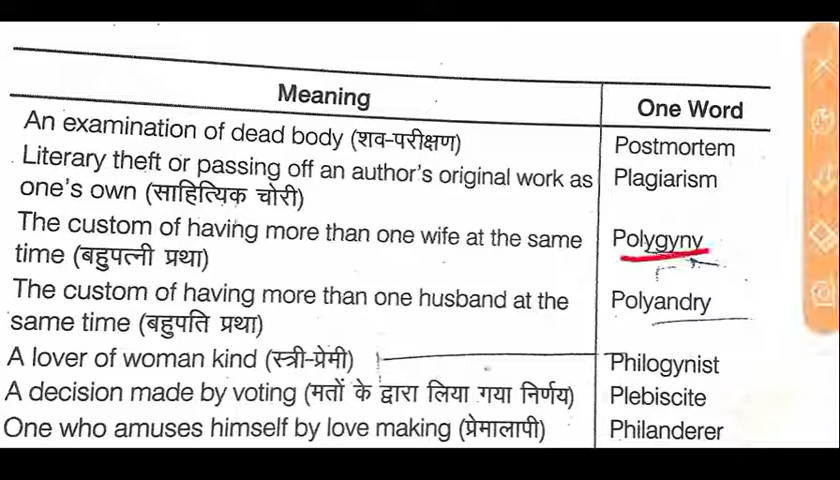 Meaning One Word
An examination of dead body (शव-परीक्षण) Postmortem
Literary theft or passing off an author's original work as Plagiarism
one's own (साहित्यिक चोरी)
The custom of having more than one wife at the same Polygyny
time (बहुपत्नी प्रथा)
The custom of having more than one husband at the Polyandry
same time (बहुपति प्रथा)
A lover of woman kind (स्त्री-प्रेमी) Philogynist
A decision made by voting (मतों के द्वारा लिया गया निर्णय) Plebiscite
One who amuses himself by love making (प्रेमालापी) Philanderer